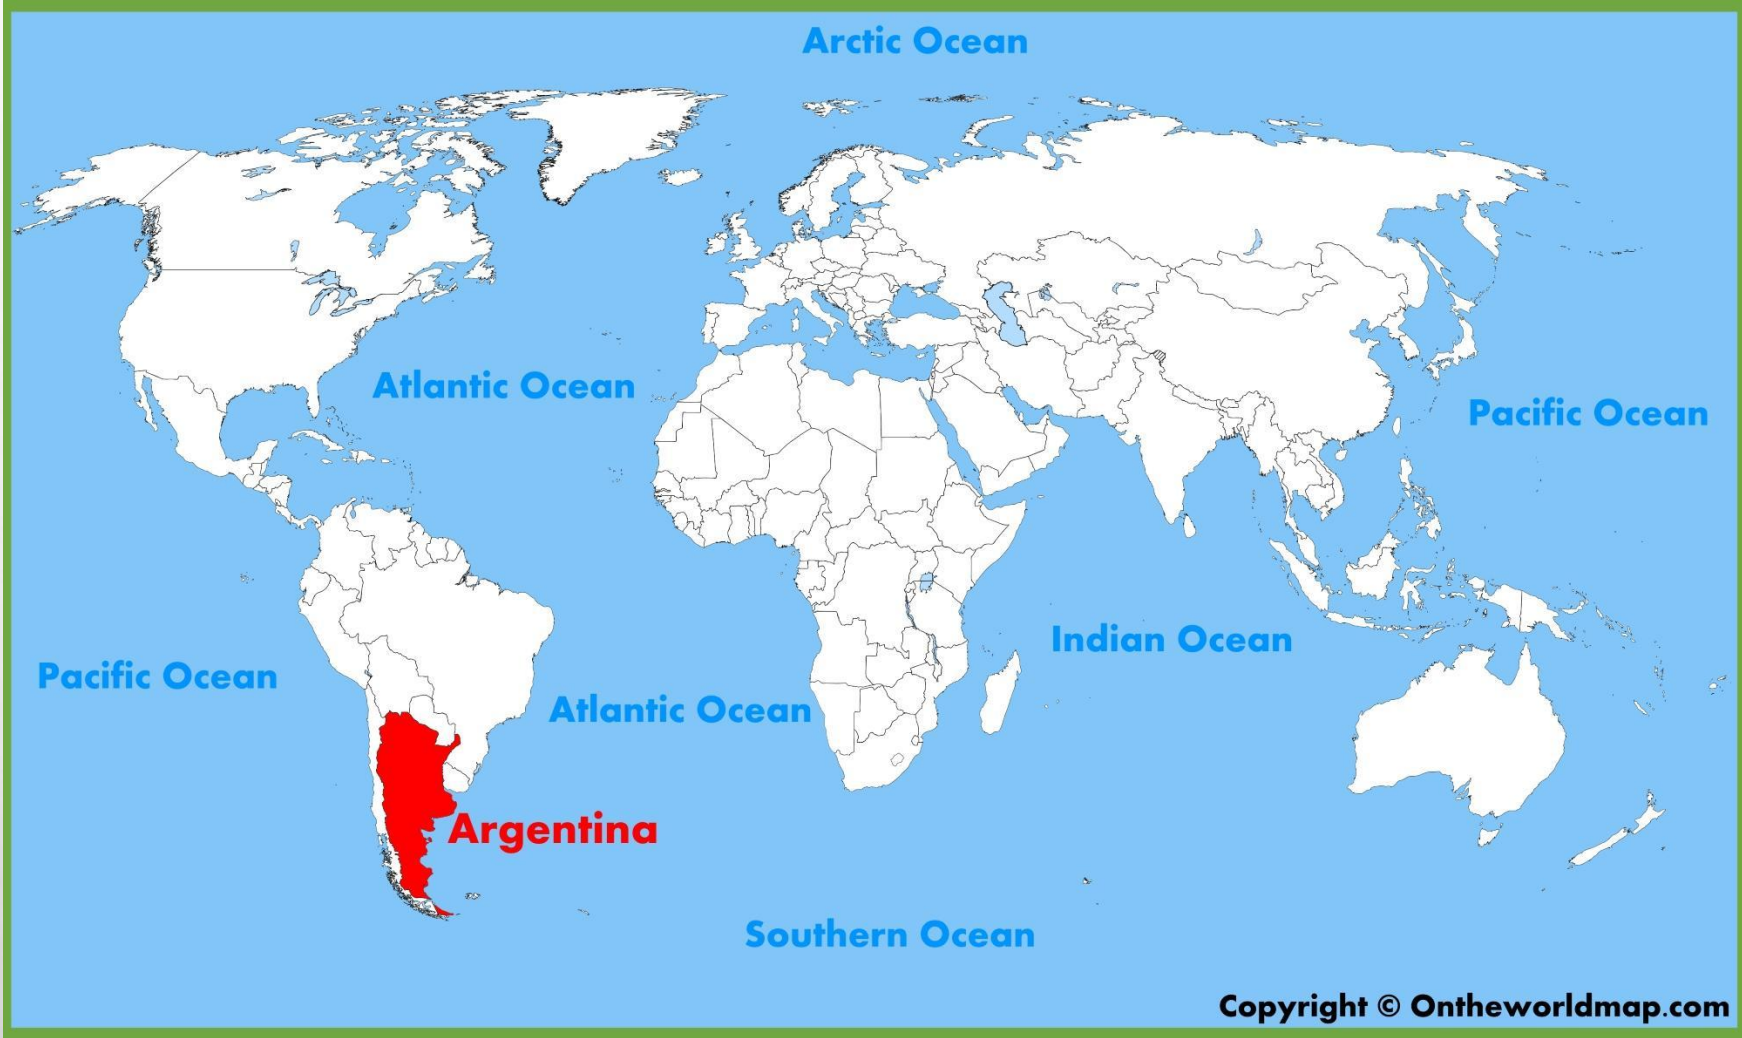 Arctic Ocean
Atlantic Ocean
Pacific Ocean
Indian Ocean
Pacific Ocean
Atlantic Ocean
Argentina
Southern Ocean
Copyright © Ontheworldmap.com